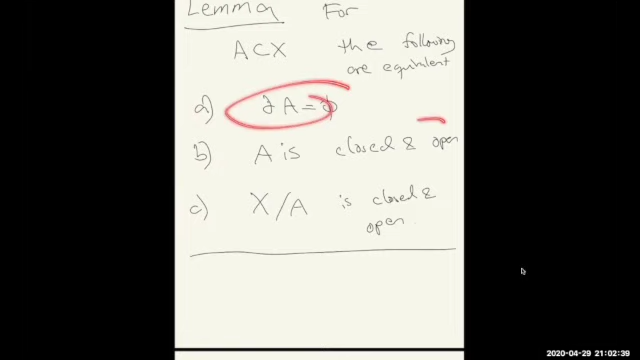 Lemma For
A ⊂ X the following
are equivalent
a) ∂A = ϕ
b) A is closed & open
c) X/A is closed &
open.
2020-04-29 21:02:39